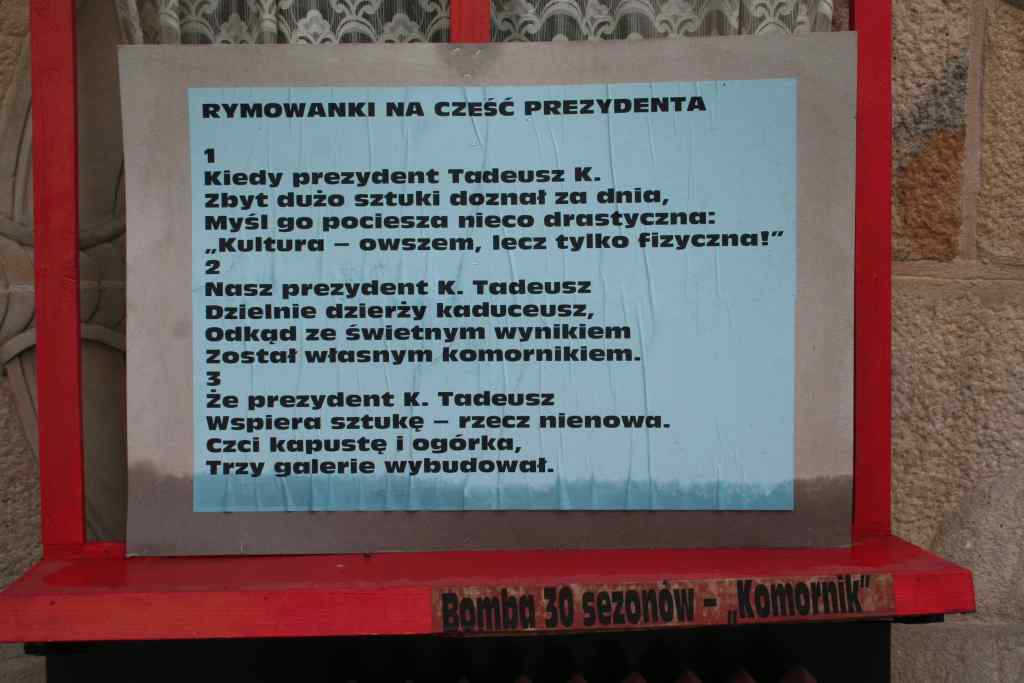 RYMOWANKI NA CZEŚĆ PREZYDENTA
1
Kiedy prezydent Tadeusz K.
Zbyt dużo sztuki doznał za dnia,
Myśl go pociesza nieco drastyczna:
„Kultura – owszem, lecz tylko fizyczna!”
2
Nasz prezydent K. Tadeusz
Dzielnie dzierży kaduceusz,
Odkąd ze świetnym wynikiem
Został własnym komornikiem.
3
Że prezydent K. Tadeusz
Wspiera sztukę – rzecz nienowa.
Czci kapustę i ogórka,
Trzy galerie wybudował.
Bomba 30 sezonów – „Komornik”